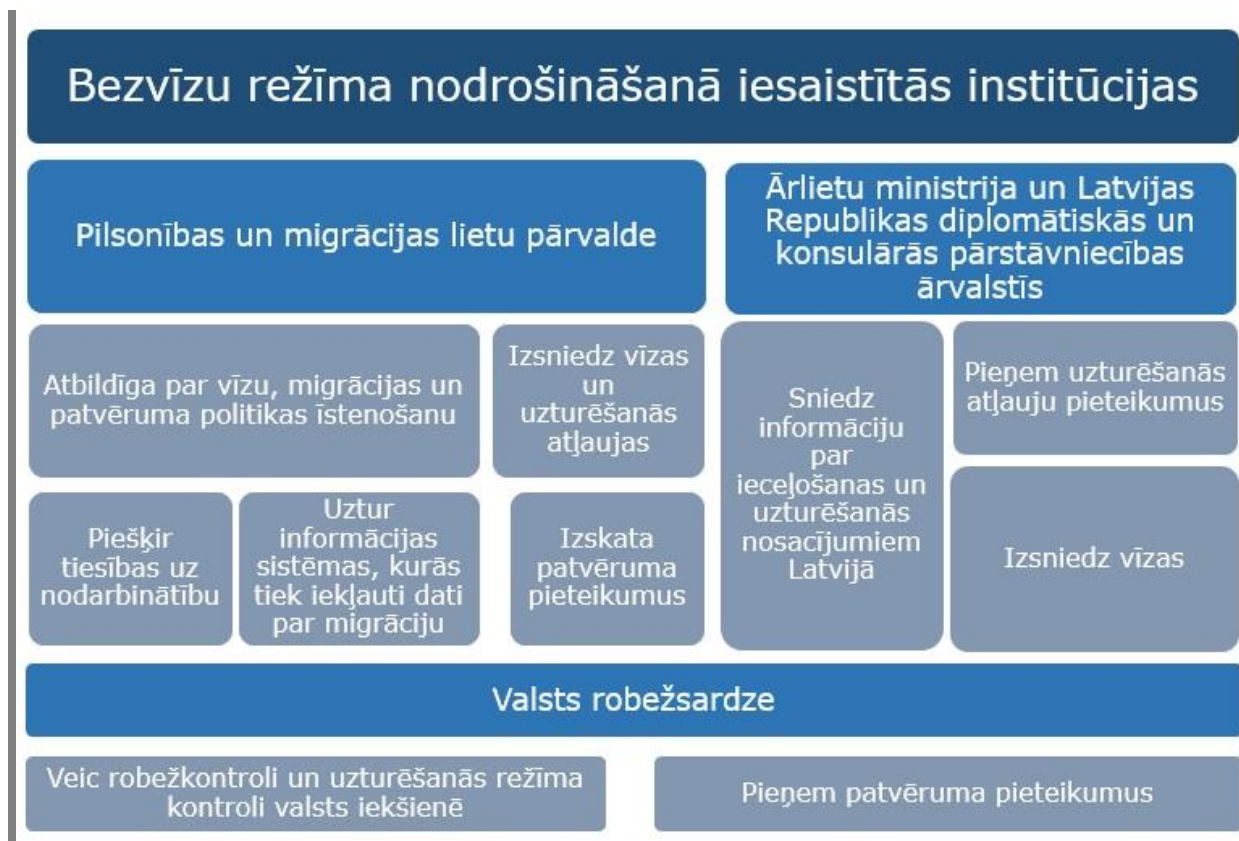 Bezvīzu režīma nodrošināšanā iesaistītās institūcijas
Pilsonības un migrācijas lietu pārvalde
Ārlietu ministrija un Latvijas
Republikas diplomātiskās un
konsulārās pārstāvniecības
ārvalstīs
Atbildīga par vīzu, migrācijas un
patvēruma politikas īstenošanu
Izsniedz vīzas
un
uzturēšanās
atļaujas
Piešķir
tiesības uz
nodarbinātību
Uztur
informācijas
sistēmas, kurās
tiek iekļauti dati
par migrāciju
Izskata
patvēruma
pieteikumus
Sniedz
informāciju
par
ieceļošanas un
uzturēšanās
nosacījumiem
Latvijā
Pieņem uzturēšanās
atļauju pieteikumus
Izsniedz vīzas
Valsts robežsardze
Veic robežkontroli un uzturēšanās režīma
kontroli valsts iekšienē
Pieņem patvēruma pieteikumus